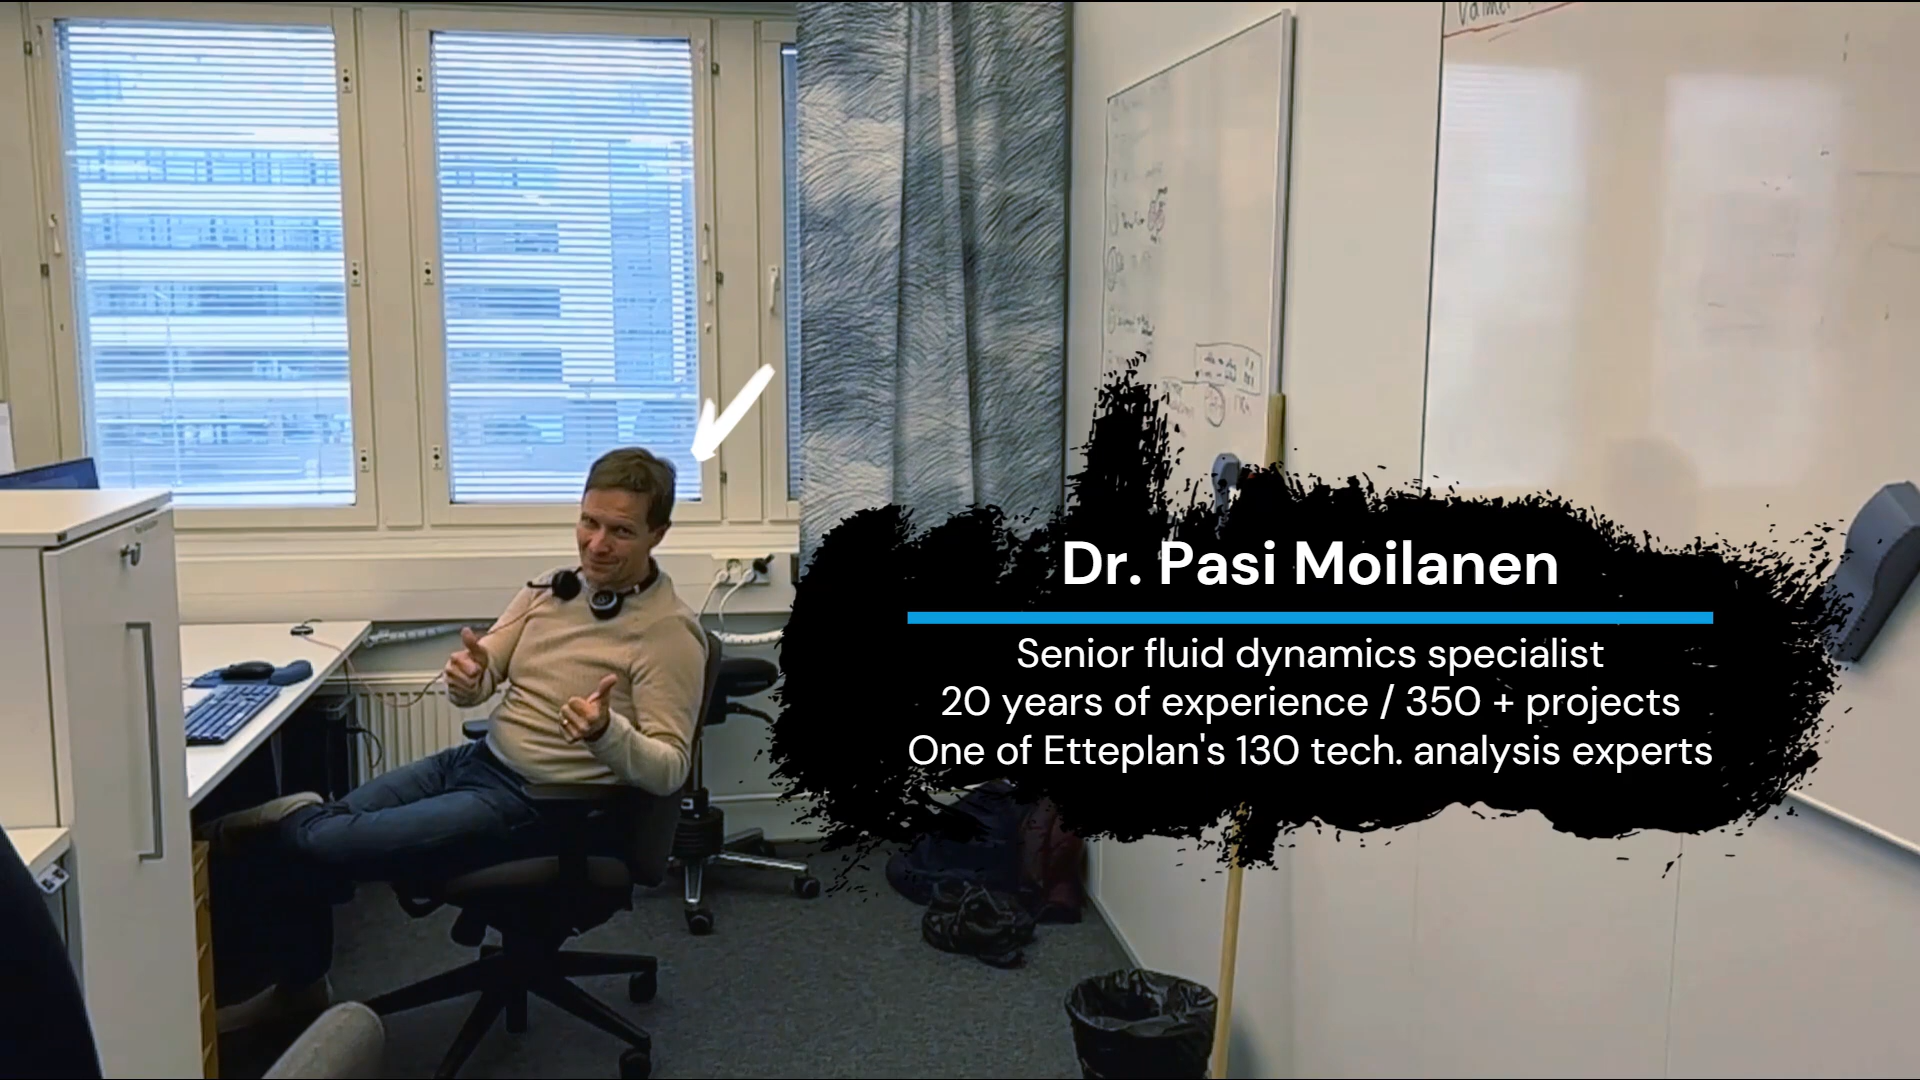 Dr. Pasi Moilanen
Senior fluid dynamics specialist
20 years of experience / 350 + projects
One of Etteplan's 130 tech. analysis experts